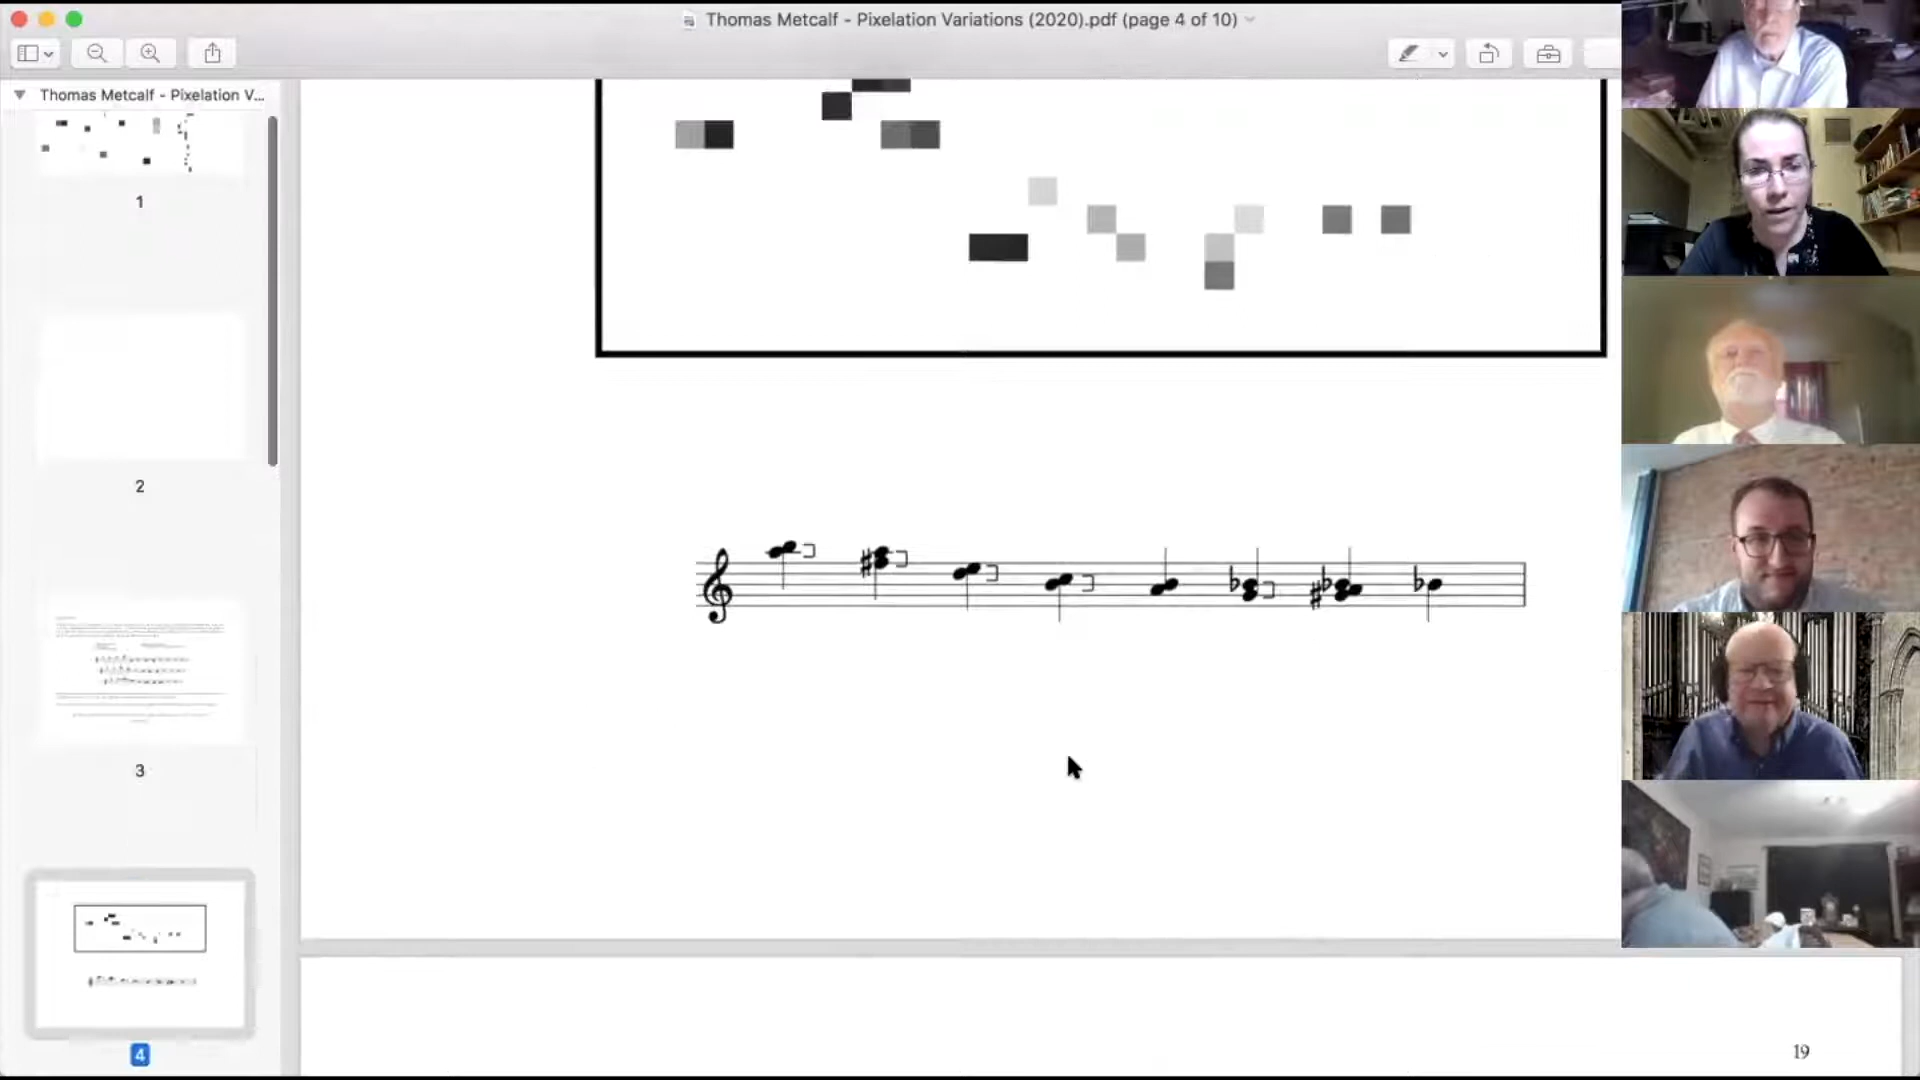 Thomas Metcalf - Pixelation Variations (2020).pdf (page 4 of 10)
Thomas Metcalf - Pixelation V...
1
2
3
4
19